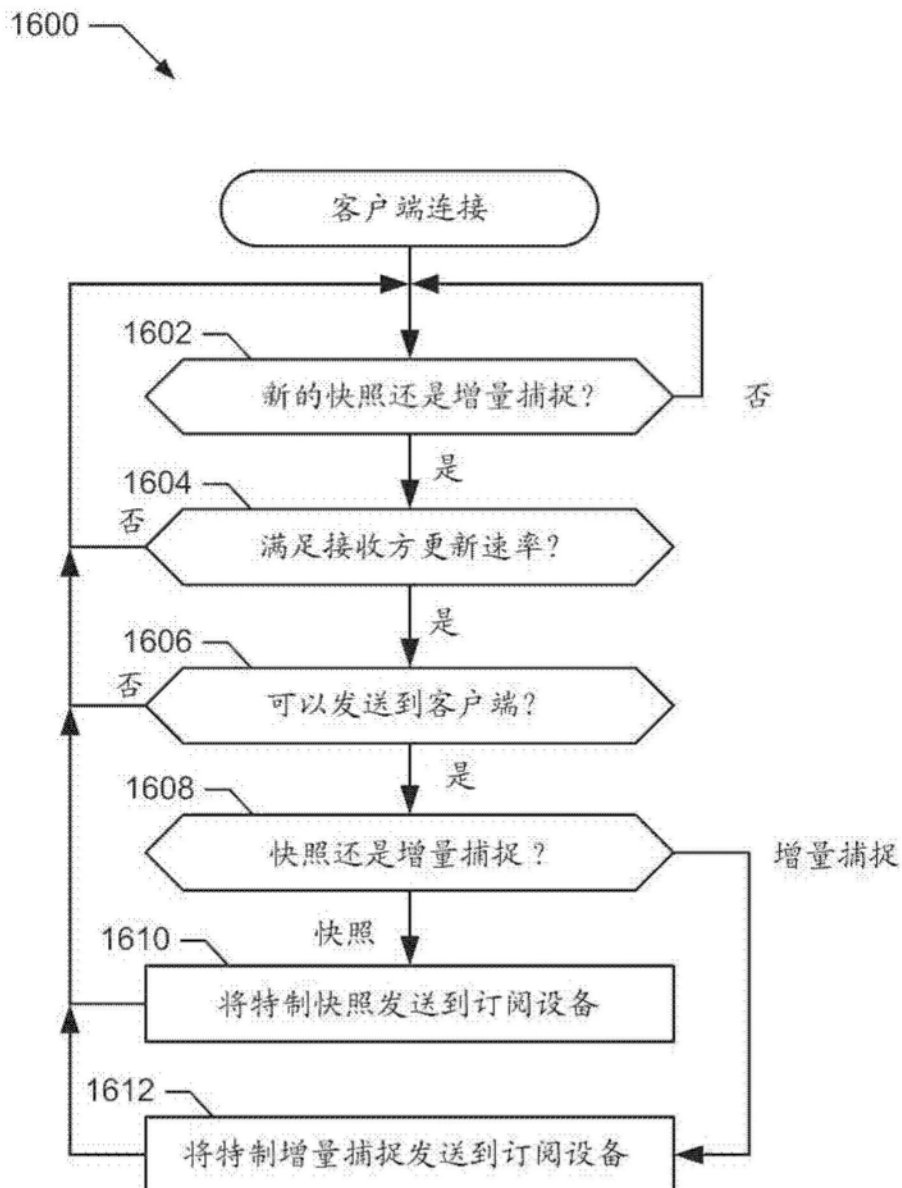 1600
客户端连接
1602
新的快照还是增量捕捉?
否
是
1604
否
满足接收方更新速率?
是
1606
否
可以发送到客户端?
是
1608
快照还是增量捕捉?
增量捕捉
快照
1610
将特制快照发送到订阅设备
1612
将特制增量捕捉发送到订阅设备